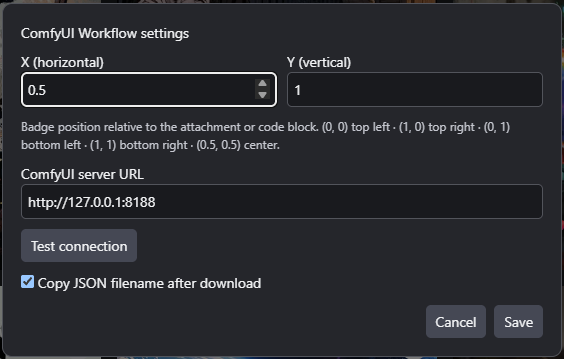 ComfyUI Workflow settings
X (horizontal) Y (vertical)
0.5 1
Badge position relative to the attachment or code block. (0, 0) top left · (1, 0) top right · (0, 1)
bottom left · (1, 1) bottom right · (0.5, 0.5) center.
ComfyUI server URL
http://127.0.0.1:8188
Test connection
Copy JSON filename after download
Cancel Save